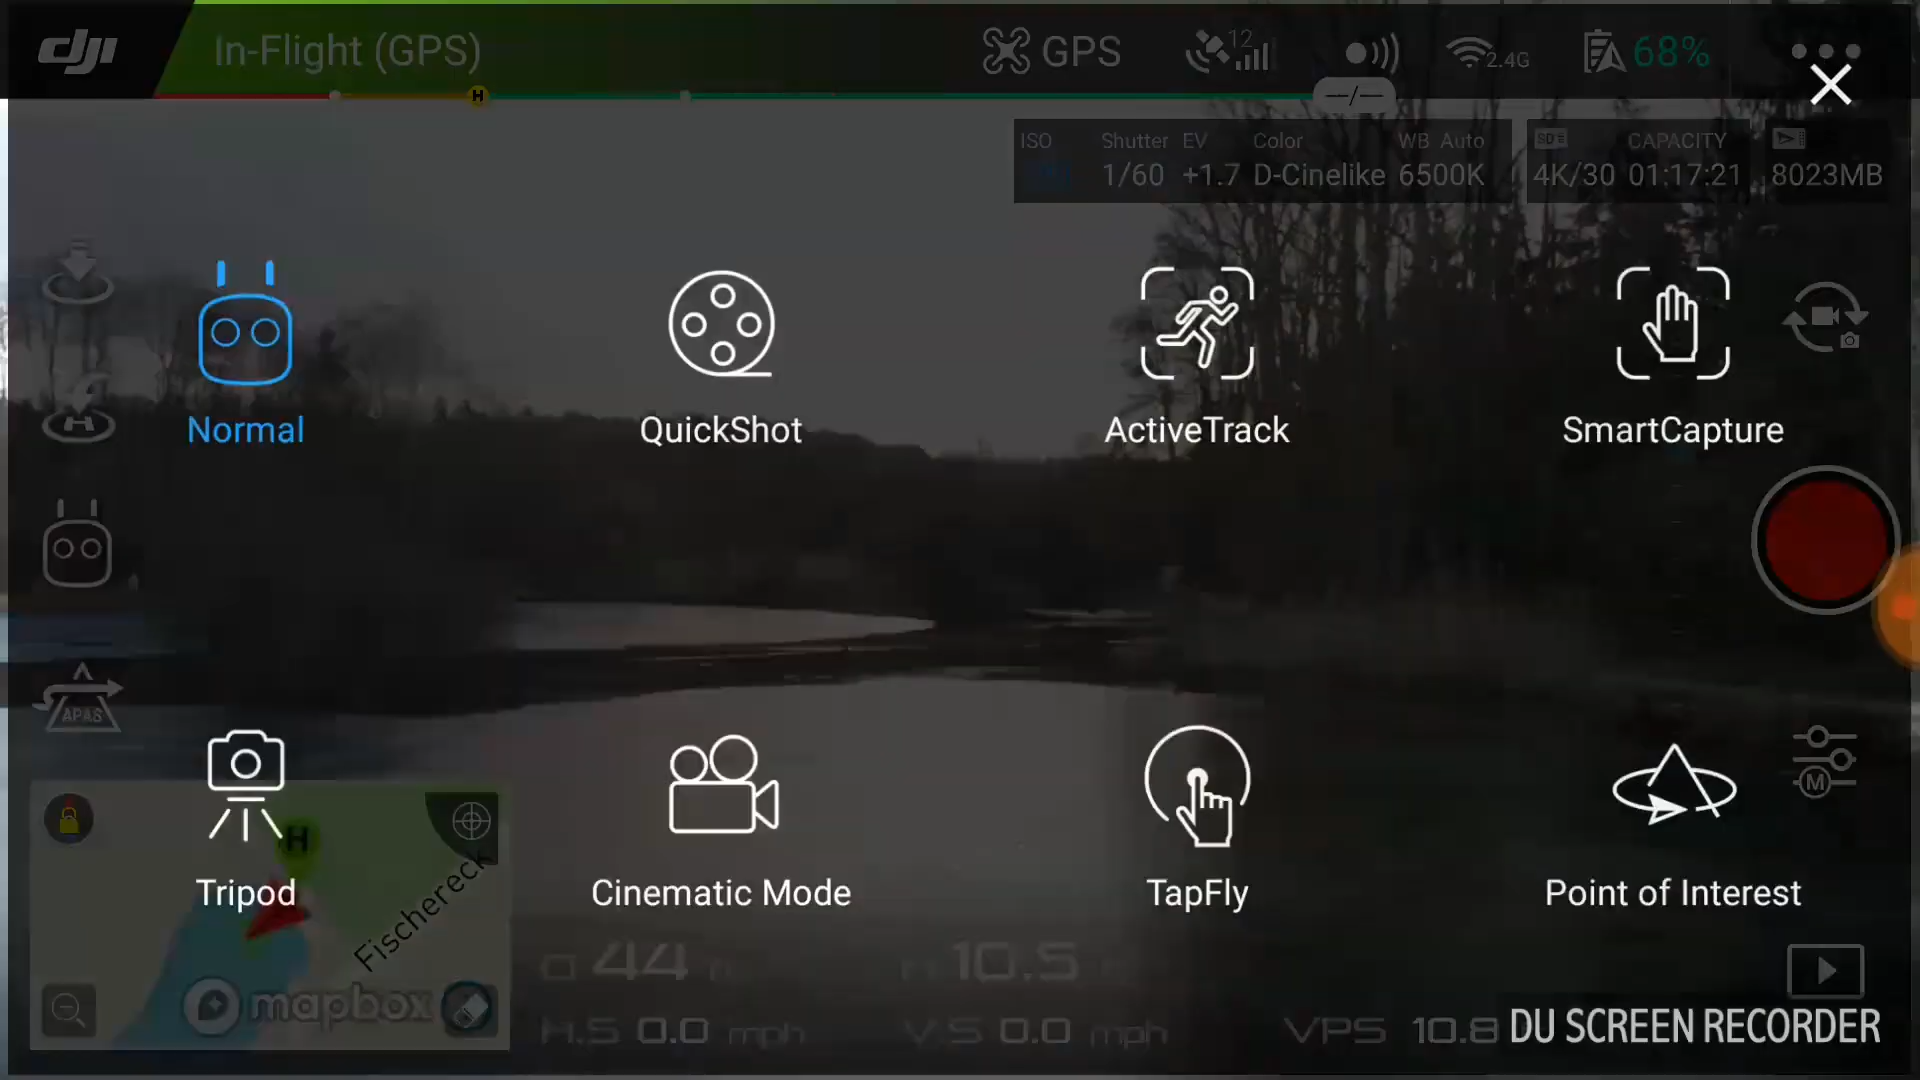 dji In-Flight (GPS) GPS 12 2.4G 68%
H
–/–
ISO Shutter EV Color WB Auto SD CAPACITY
1/60 +1.7 D-Cinelike 6500K 4K/30 01:17:21 8023MB
Normal QuickShot ActiveTrack SmartCapture
H
APAS
M
H
Tripod Cinematic Mode TapFly Point of Interest
Fischereck
D 44 H 10.5
mapbox
H.S 0.0 mph V.S 0.0 mph VPS 10.8
DU SCREEN RECORDER